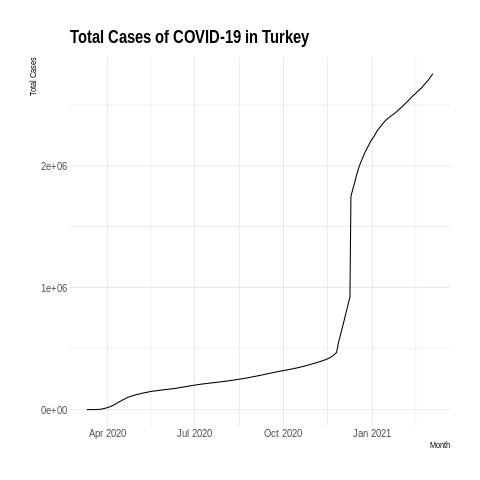 Total Cases of COVID-19 in Turkey
Total Cases
2e+06
1e+06
0e+00
Apr 2020 Jul 2020 Oct 2020 Jan 2021
Month